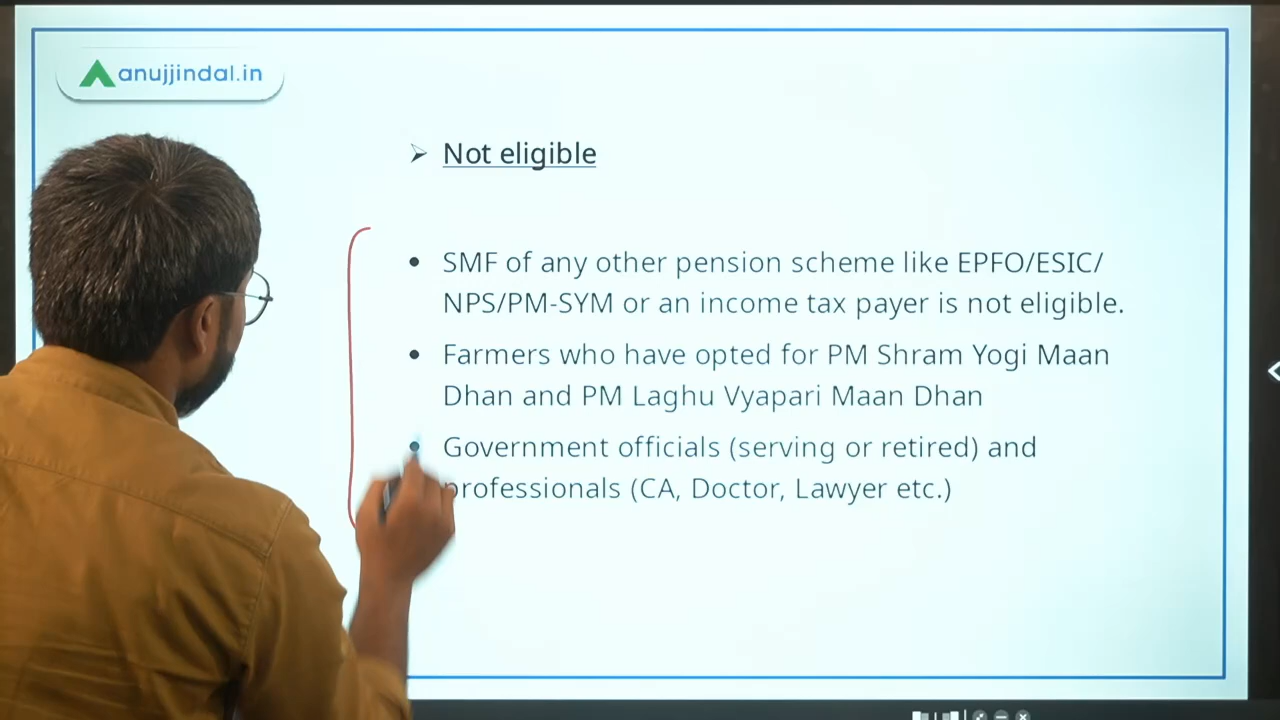 anujjindal.in
Not eligible
SMF of any other pension scheme like EPFO/ESIC/
NPS/PM-SYM or an income tax payer is not eligible.
Farmers who have opted for PM Shram Yogi Maan
Dhan and PM Laghu Vyapari Maan Dhan
Government officials (serving or retired) and
professionals (CA, Doctor, Lawyer etc.)